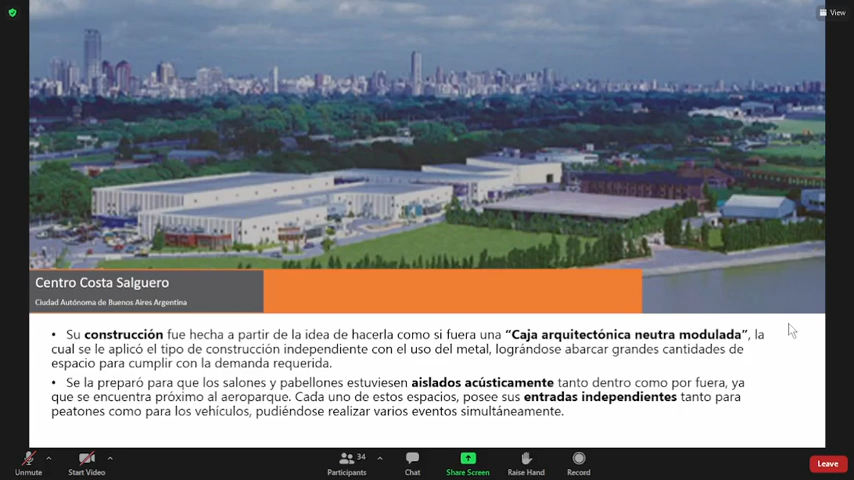 View
Centro Costa Salguero
Ciudad Autónoma de Buenos Aires Argentina
• Su construcción fue hecha a partir de la idea de hacerla como si fuera una “Caja arquitectónica neutra modulada”, la
cual se le aplicó el tipo de construcción independiente con el uso del metal, lográndose abarcar grandes cantidades de
espacio para cumplir con la demanda requerida.
• Se la preparó para que los salones y pabellones estuviesen aislados acústicamente tanto dentro como por fuera, ya
que se encuentra próximo al aeroparque. Cada uno de estos espacios, posee sus entradas independientes tanto para
peatones como para los vehículos, pudiéndose realizar varios eventos simultáneamente.
34
Unmute Start Video Participants Chat Share Screen Raise Hand Record Leave